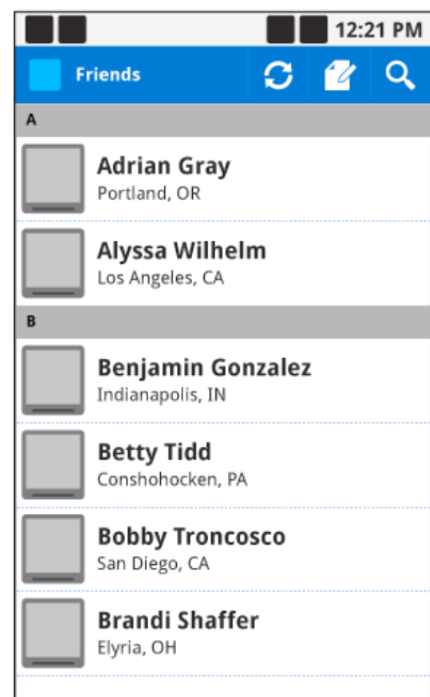 12:21 PM
Friends
A
Adrian Gray
Portland, OR
Alyssa Wilhelm
Los Angeles, CA
B
Benjamin Gonzalez
Indianapolis, IN
Betty Tidd
Conshohocken, PA
Bobby Troncosco
San Diego, CA
Brandi Shaffer
Elyria, OH